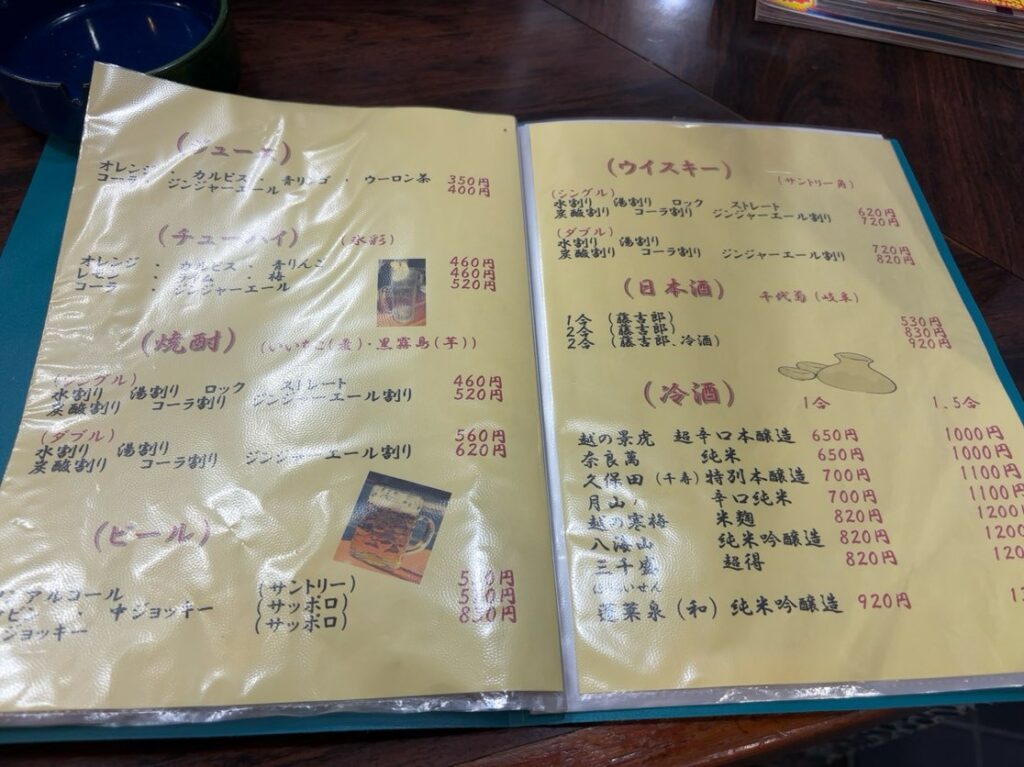 (ジュース)
オレンジ ・ カルピス ・ 青リンゴ ・ ウーロン茶 350円
コーラ ・ ジンジャーエール 400円
(チューハイ) (氷彩)
オレンジ ・ カルピス ・ 青りんご 460円
レモン ・ ・ 梅 460円
コーラ ・ ジンジャーエール 520円
(焼酎) (いいちこ(麦)・黒霧島(芋))
(シングル)
水割り 湯割り ロック ストレート 460円
炭酸割り コーラ割り ジンジャーエール割り 520円
(ダブル)
水割り 湯割り 560円
炭酸割り コーラ割り ジンジャーエール割り 620円
(ビール)
アルコール (サントリー)
ビン ・ 中ジョッキー (サッポロ)
ジョッキー (サッポロ)
(ウイスキー) (サントリー角)
(シングル)
水割り 湯割り ロック ストレート 620円
炭酸割り コーラ割り ジンジャーエール割り 720円
(ダブル)
水割り 湯割り 720円
炭酸割り コーラ割り ジンジャーエール割り 820円
(日本酒) 千代菊(岐阜)
1合 (藤吉郎) 530円
2合 (藤吉郎) 830円
2合 (藤吉郎、冷酒) 920円
(冷酒) 1合 1.5合
越の景虎 超辛口本醸造 650円 1000円
奈良萬 純米 650円 1000円
久保田(千寿)特別本醸造 700円 1100円
月山 辛口純米 700円 1100円
越の寒梅 米麹 820円 1200
八海山 純米吟醸造 820円 1200
三千盛 超得 820円 120
ほうらいせん
蓬莱泉(和)純米吟醸造 920円